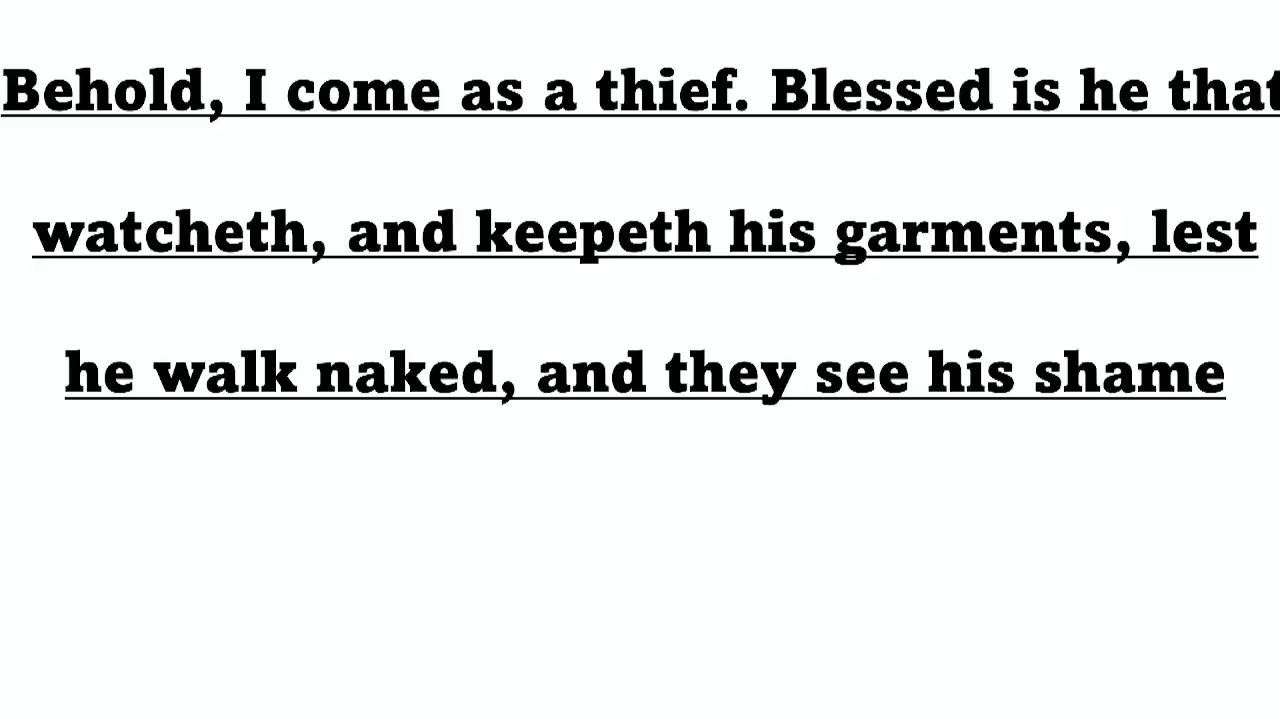 Behold, I come as a thief. Blessed is he that
watcheth, and keepeth his garments, lest
he walk naked, and they see his shame